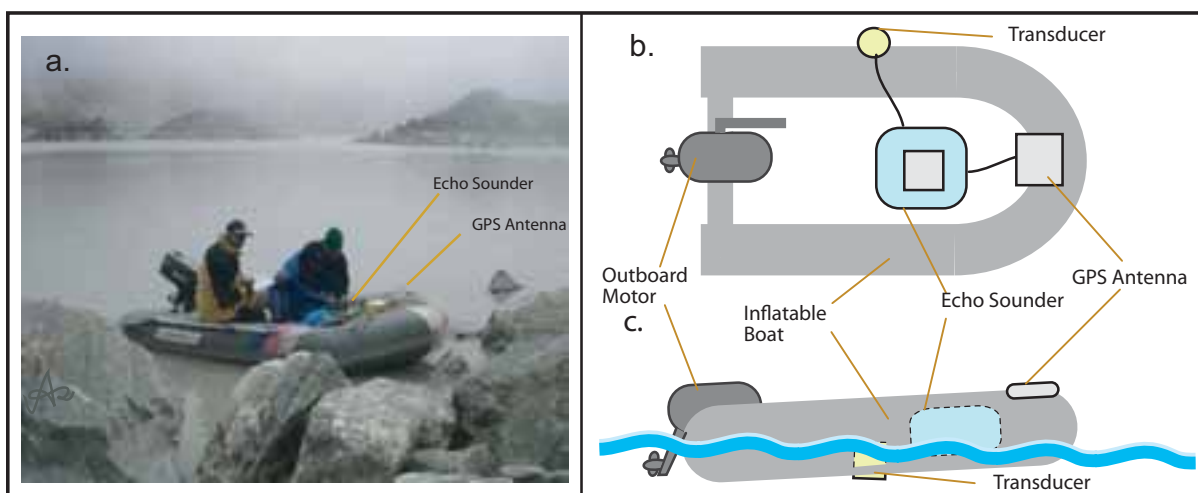 a.
Echo Sounder
GPS Antenna
b.
Transducer
Outboard
Motor
Inflatable
Boat
Echo Sounder
GPS Antenna
c.
Transducer